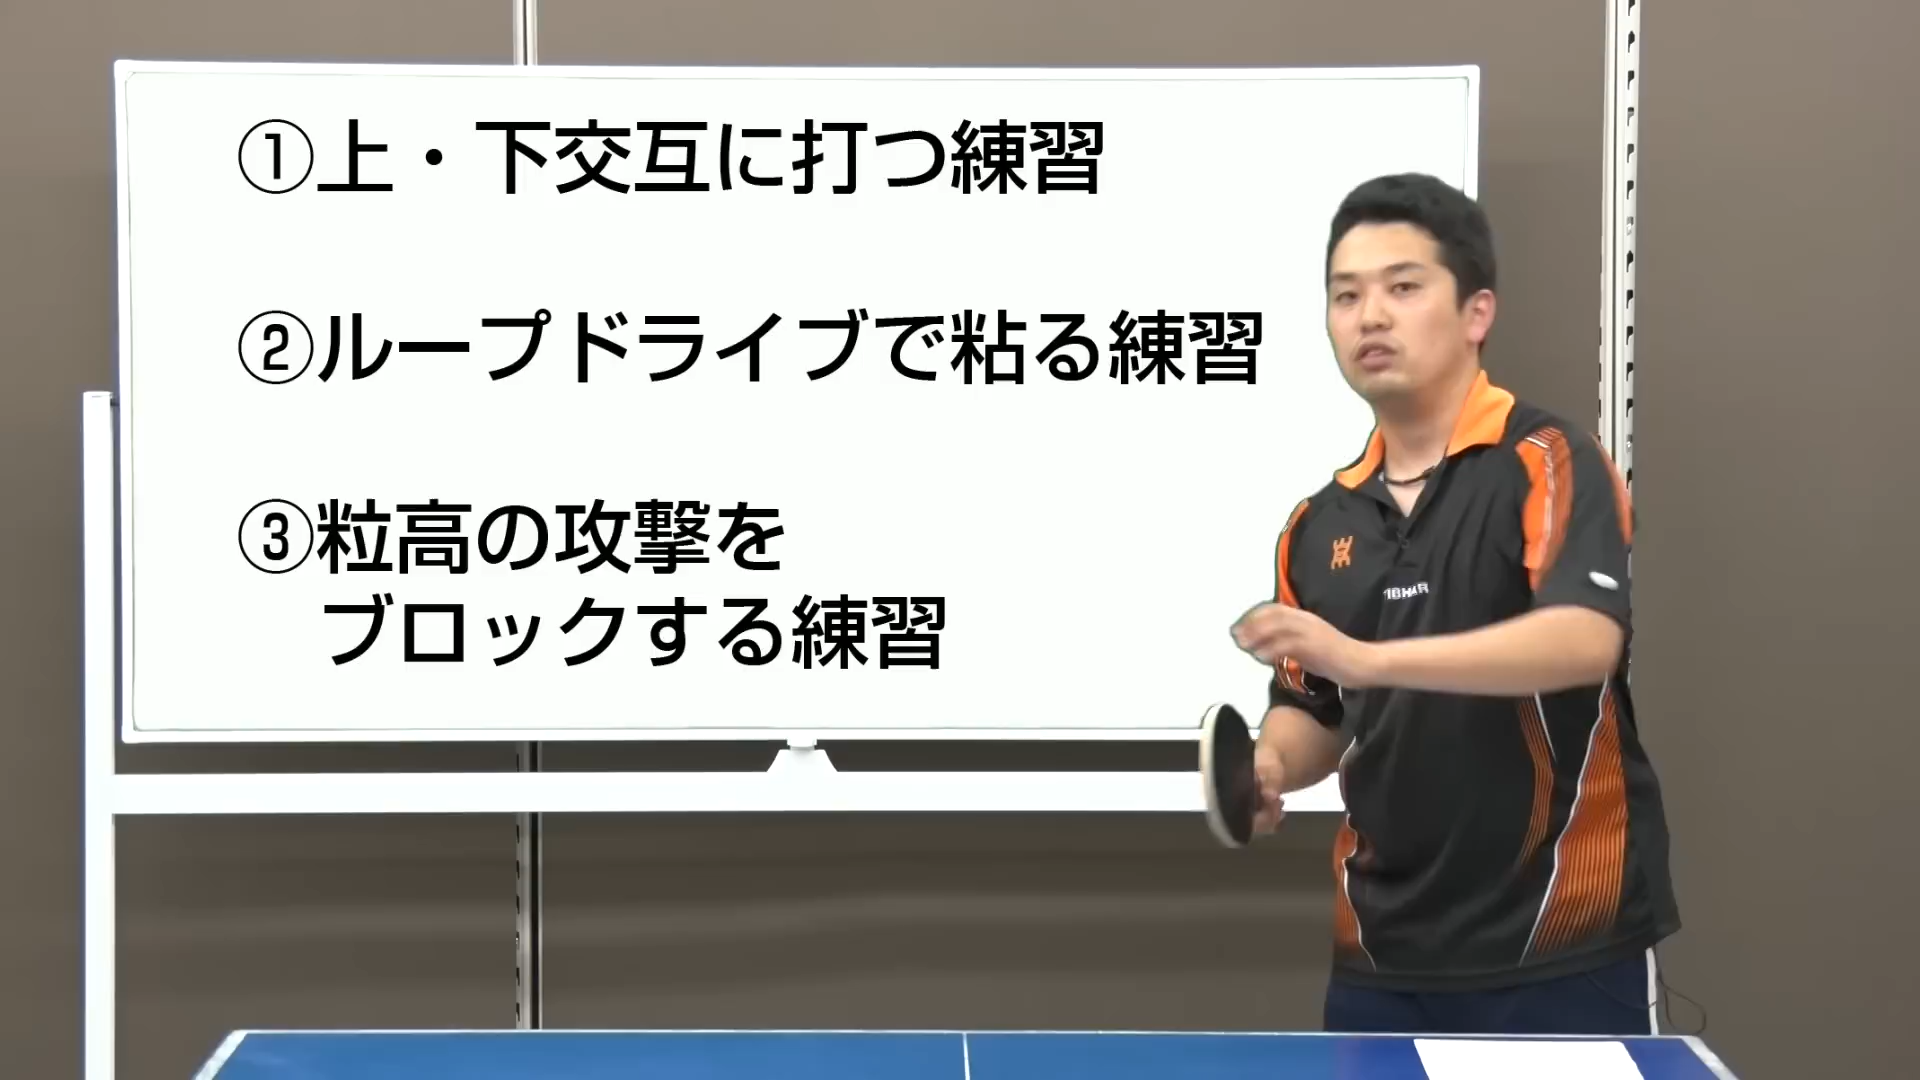 ①上・下交互に打つ練習
②ループドライブで粘る練習
③粒高の攻撃を
ブロックする練習
TIBHAR